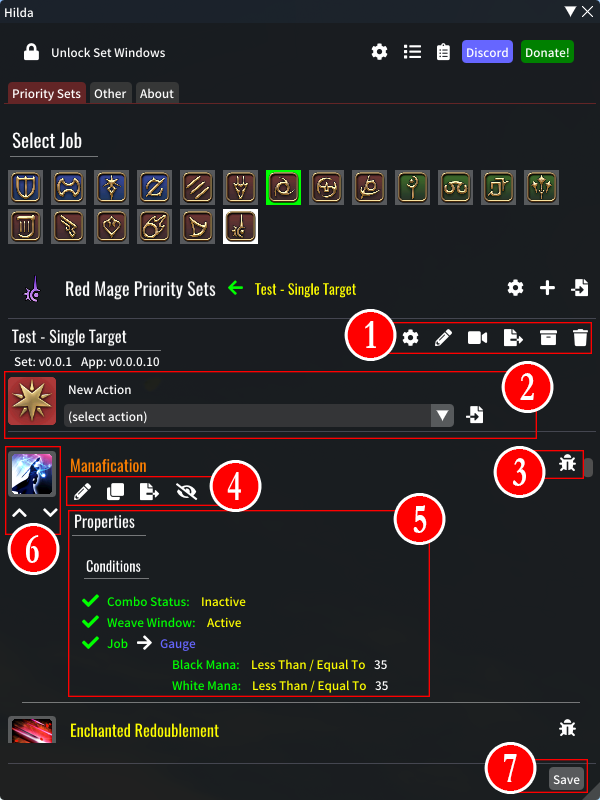 Hilda
Unlock Set Windows
Discord
Donate!
Priority Sets
Other
About
Select Job
Red Mage Priority Sets
Test - Single Target
Test - Single Target
1
Set: v0.0.1 App: v0.0.0.10
New Action
2
(select action)
Manafication
3
4
Properties
5
6
Conditions
Combo Status: Inactive
Weave Window: Active
Job Gauge
Black Mana: Less Than / Equal To 35
White Mana: Less Than / Equal To 35
Enchanted Redoublement
7
Save